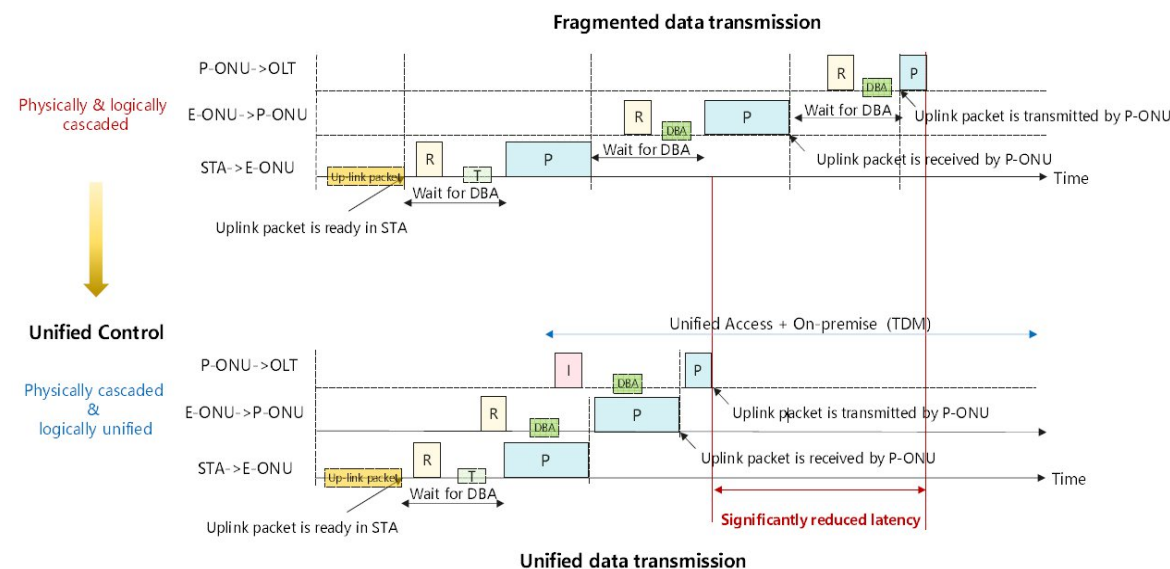 Fragmented data transmission
P-ONU->OLT
R
DBA
P
Physically & logically
cascaded
E-ONU->P-ONU
R
DBA
P
Wait for DBA
Uplink packet is transmitted by P-ONU
Wait for DBA
Uplink packet is received by P-ONU
STA->E-ONU
Up-link packet
R
T
P
Time
Wait for DBA
Uplink packet is ready in STA
Unified Control
Unified Access + On-premise (TDM)
P-ONU->OLT
I
DBA
P
Physically cascaded
&
logically unified
E-ONU->P-ONU
R
DBA
P
Uplink packet is transmitted by P-ONU
Uplink packet is received by P-ONU
STA->E-ONU
Up-link packet
R
T
P
Time
Wait for DBA
Uplink packet is ready in STA
Significantly reduced latency
Unified data transmission